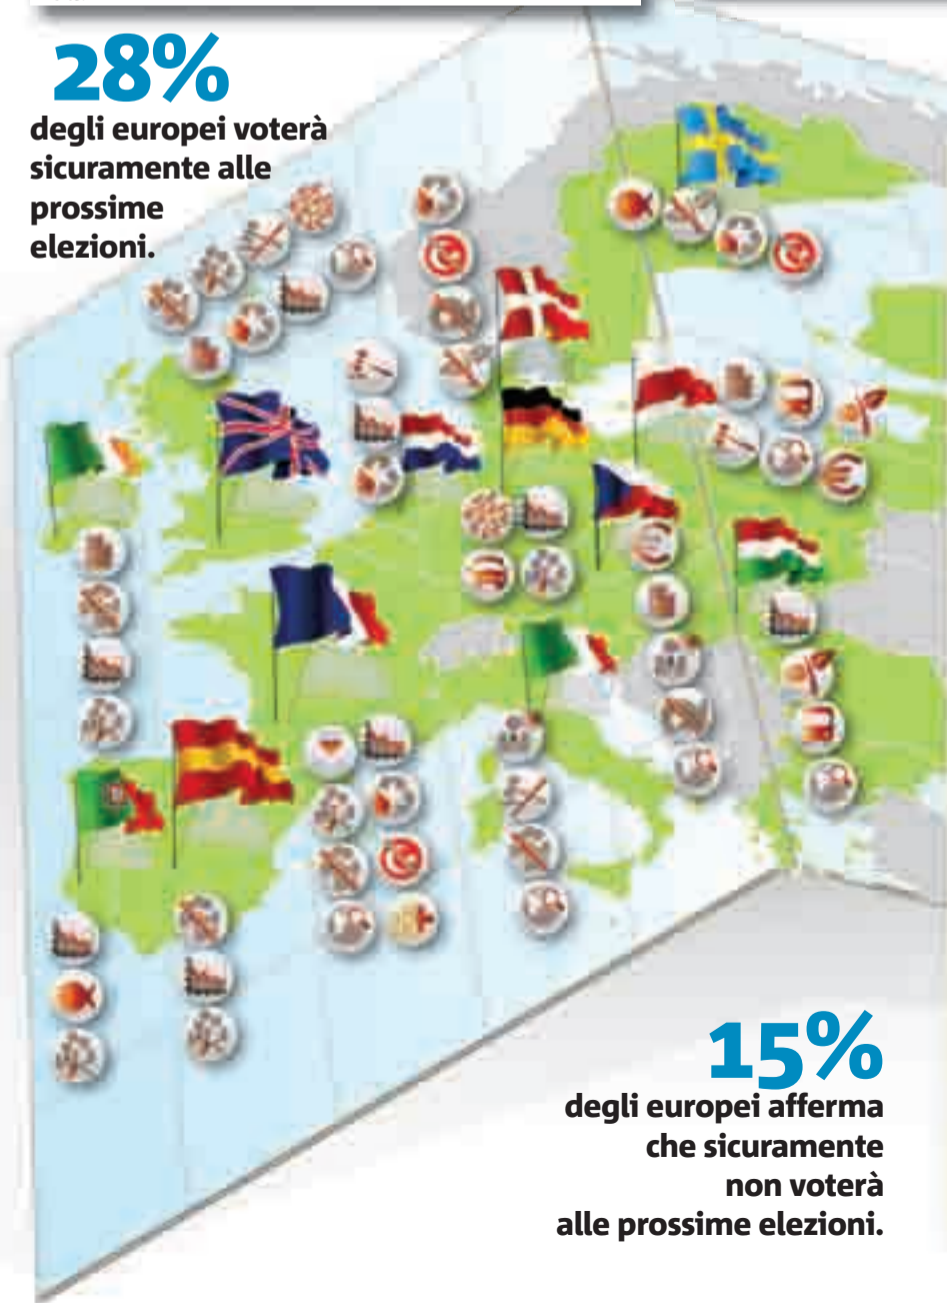 28%
degli europei voterà
sicuramente alle
prossime
elezioni.
15%
degli europei afferma
che sicuramente
non voterà
alle prossime elezioni.